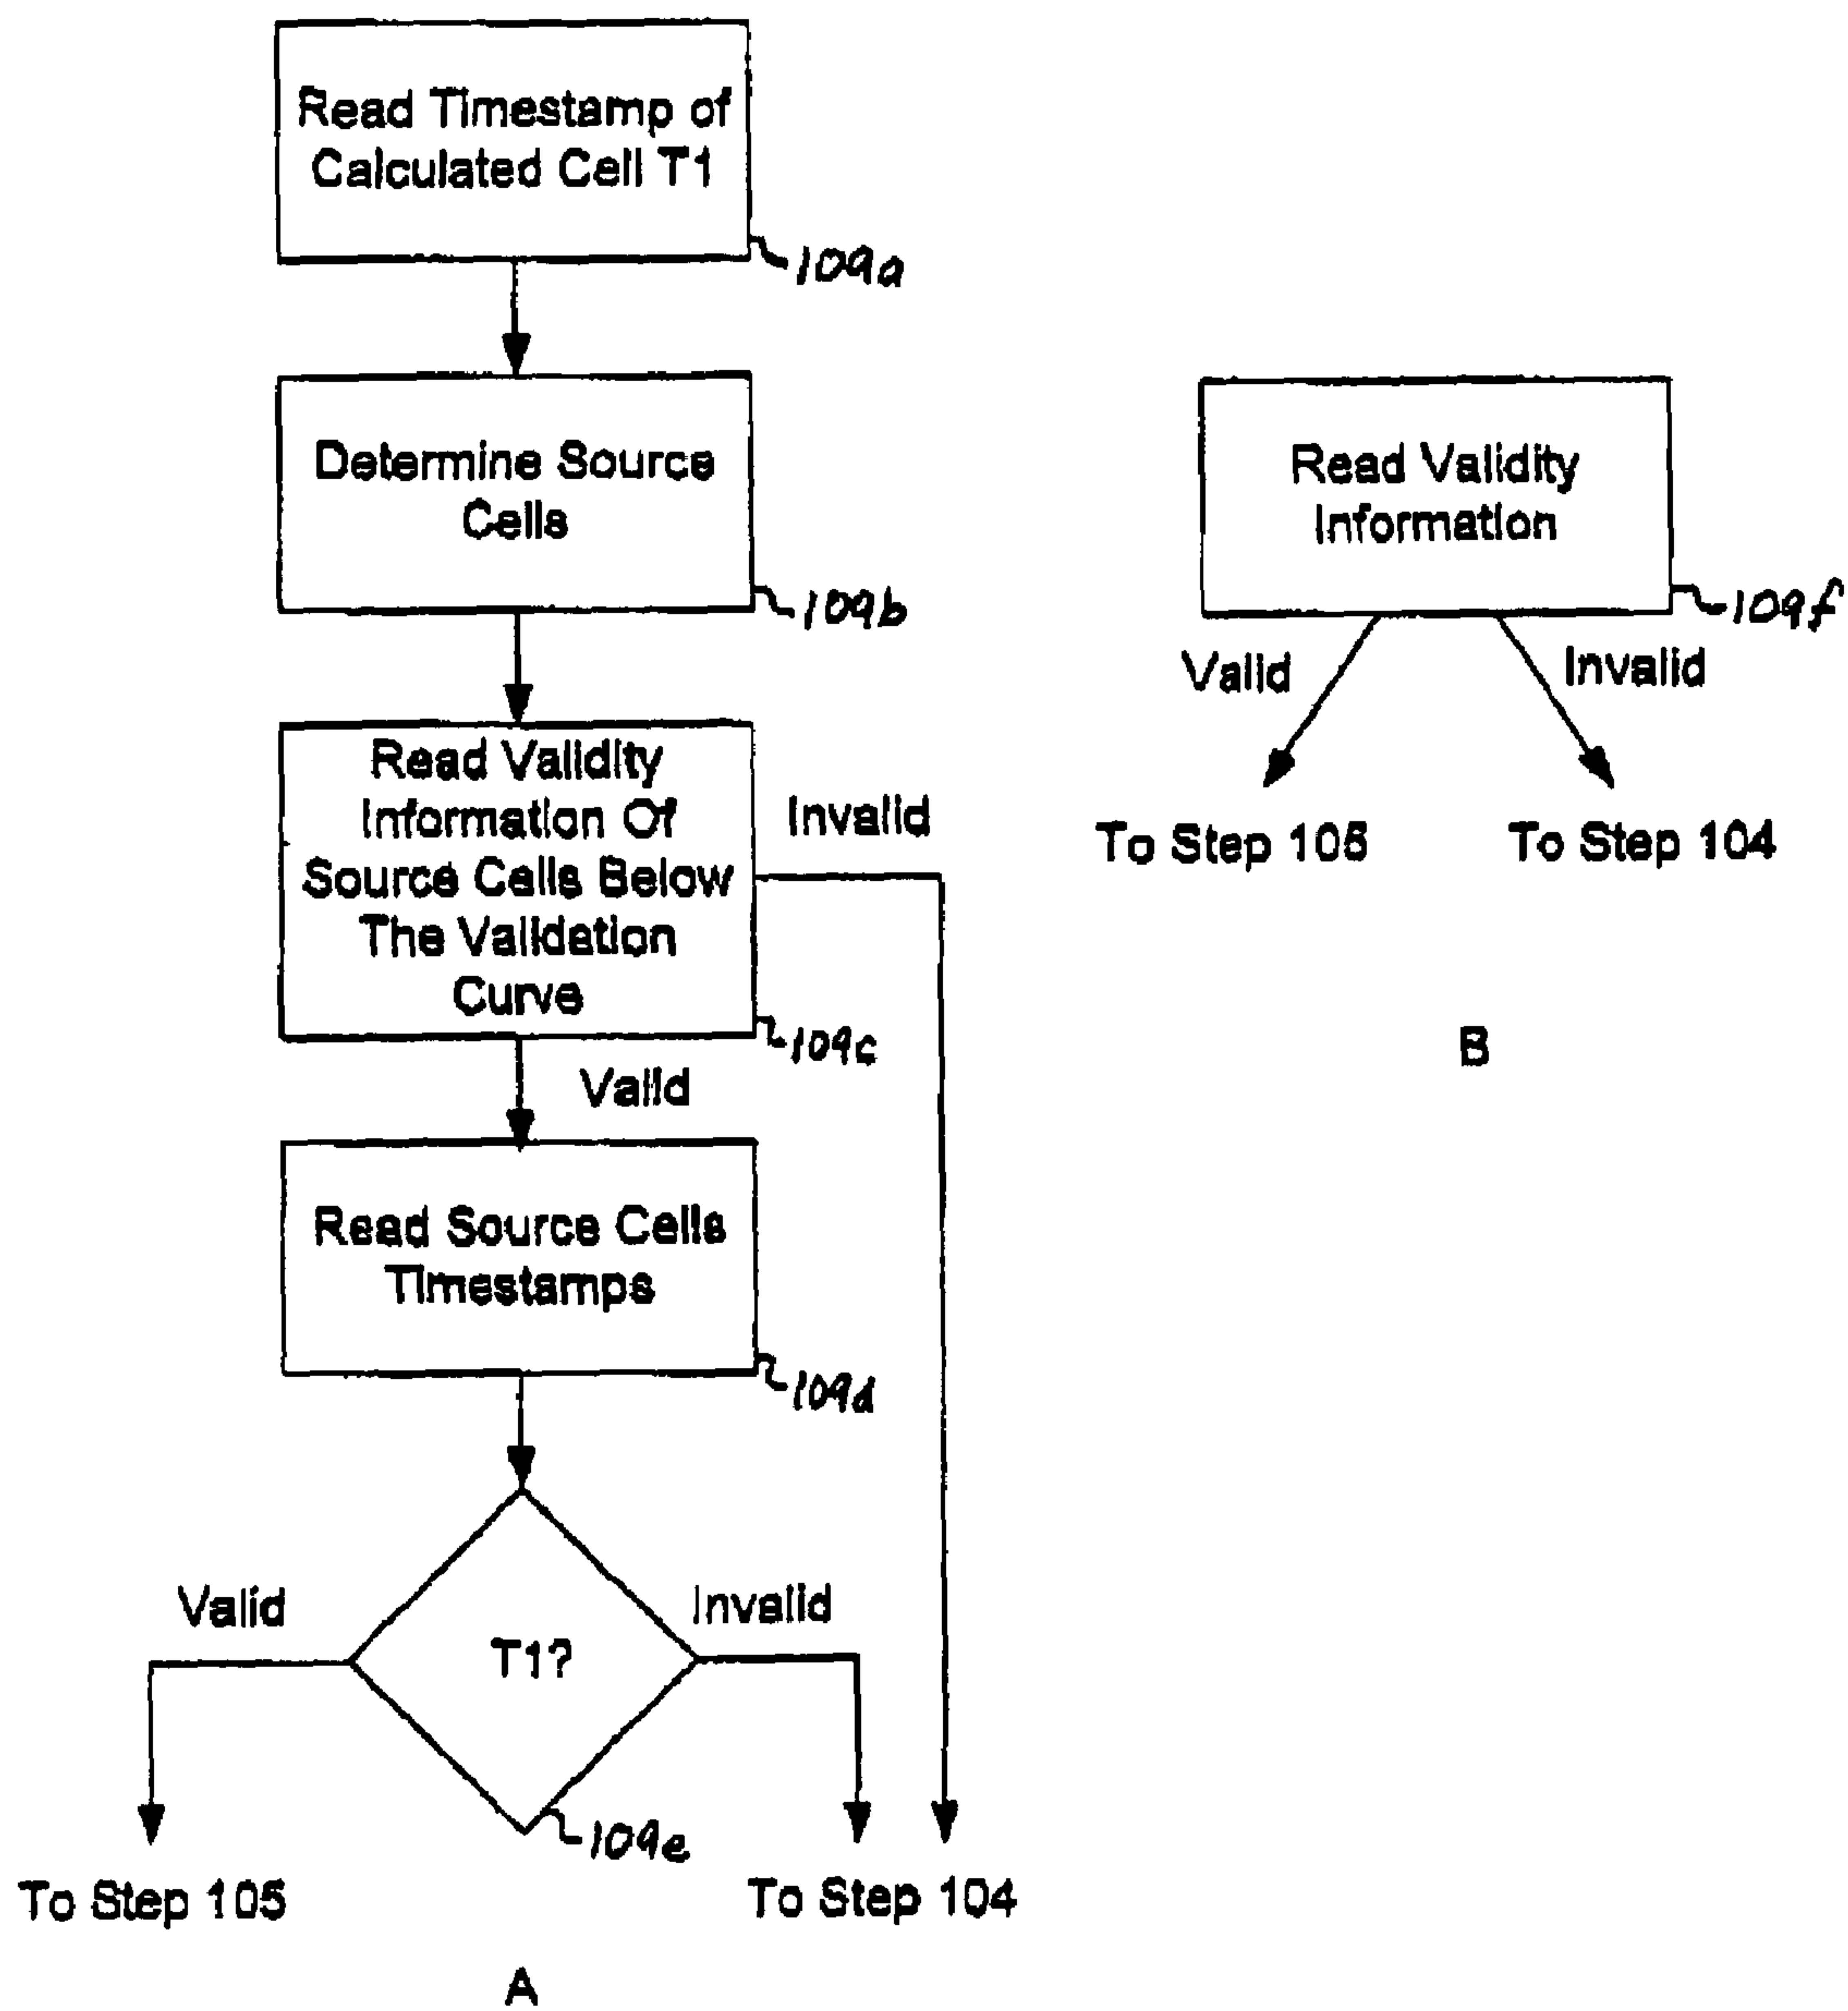 Read Timestamp of
Calculated Cell T1
109a
Determine Source
Cells
109b
Read Validity
Information Of
Source Cells Below
The Validation
Curve
Invalid
109c
Valid
Read Source Cells
Timestamps
109d
T1?
Valid
Invalid
109e
To Step 105
To Step 104
A
Read Validity
Information
109f
Valid
Invalid
To Step 105
To Step 104
B